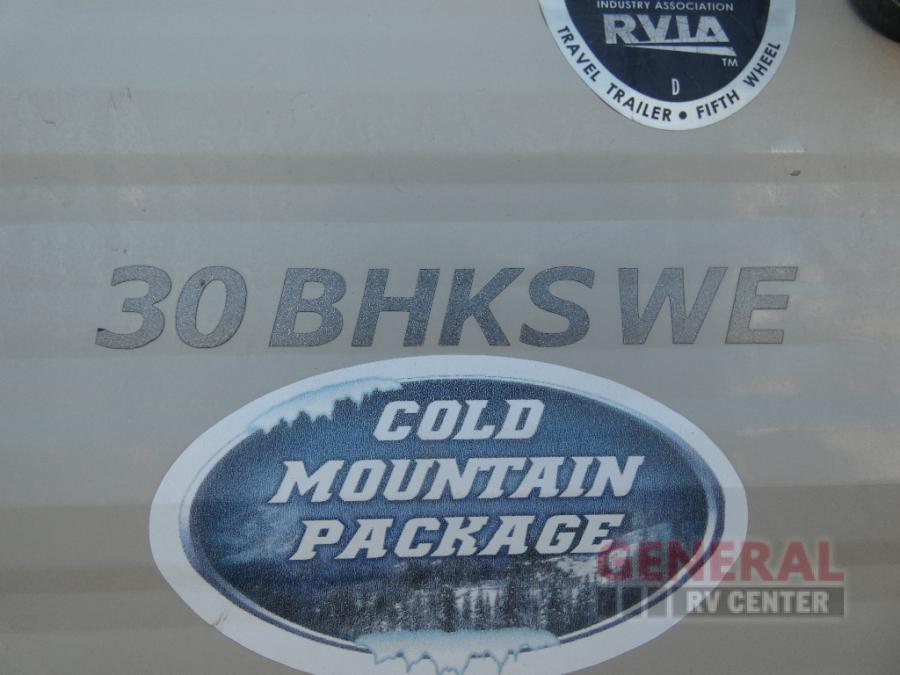 INDUSTRY ASSOCIATION
RVIA
TM
D
TRAVEL TRAILER • FIFTH WHEEL
30 BHKS WE
COLD
MOUNTAIN
PACKAGE
GENERAL
RV CENTER